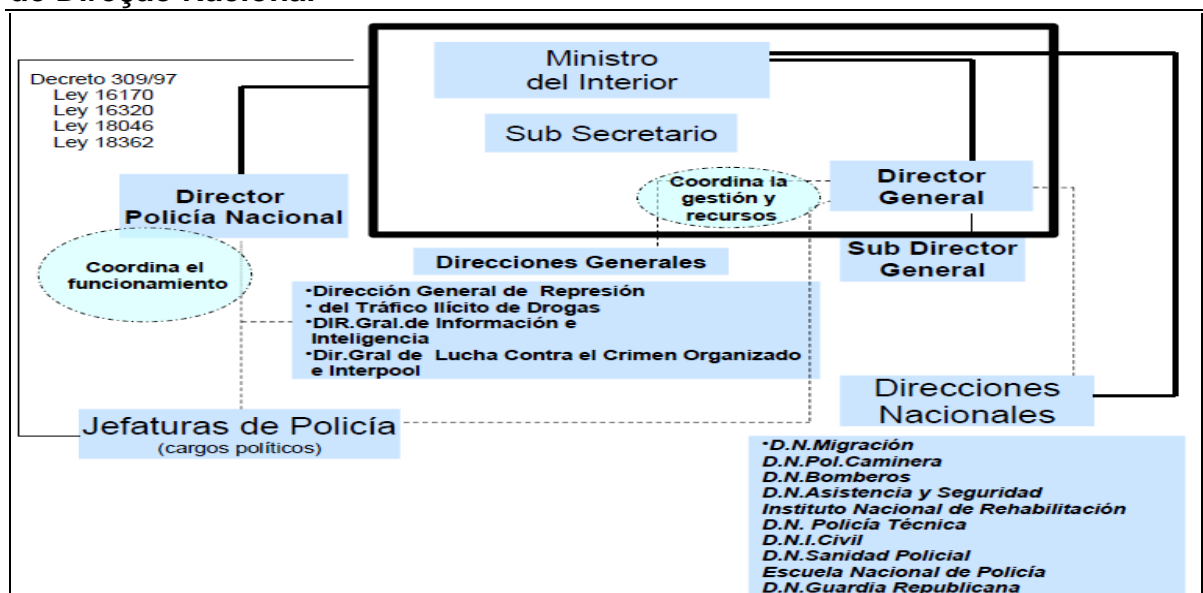 de Direção Nacional
Decreto 309/97
Ley 16170
Ley 16320
Ley 18046
Ley 18362
Ministro
del Interior
Sub Secretario
Director
Policía Nacional
Coordina la
gestión y
recursos
Director
General
Coordina el
funcionamiento
Direcciones Generales
Sub Director
General
•Dirección General de Represión
• del Tráfico Ilícito de Drogas
•DIR.Gral.de Información e
Inteligencia
•Dir.Gral de Lucha Contra el Crimen Organizado
e Interpool
Jefaturas de Policía
(cargos políticos)
Direcciones
Nacionales
•D.N.Migración
D.N.Pol.Caminera
D.N.Bomberos
D.N.Asistencia y Seguridad
Instituto Nacional de Rehabilitación
D.N. Policía Técnica
D.N.I.Civil
D.N.Sanidad Policial
Escuela Nacional de Policía
D.N.Guardia Republicana